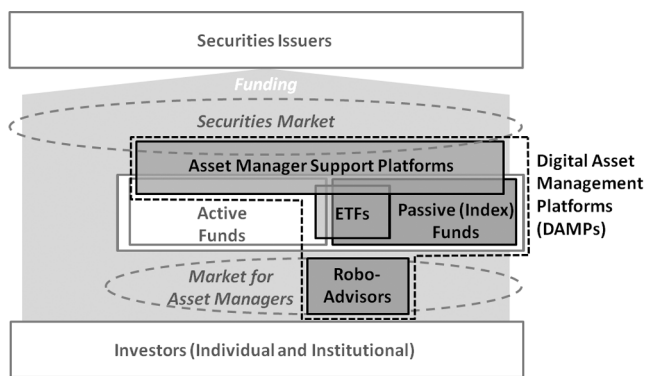 Securities Issuers
Funding
Securities Market
Asset Manager Support Platforms
Digital Asset
Management
Platforms
(DAMPs)
Active
Funds
ETFs
Passive (Index)
Funds
Market for
Asset Managers
Robo-
Advisors
Investors (Individual and Institutional)